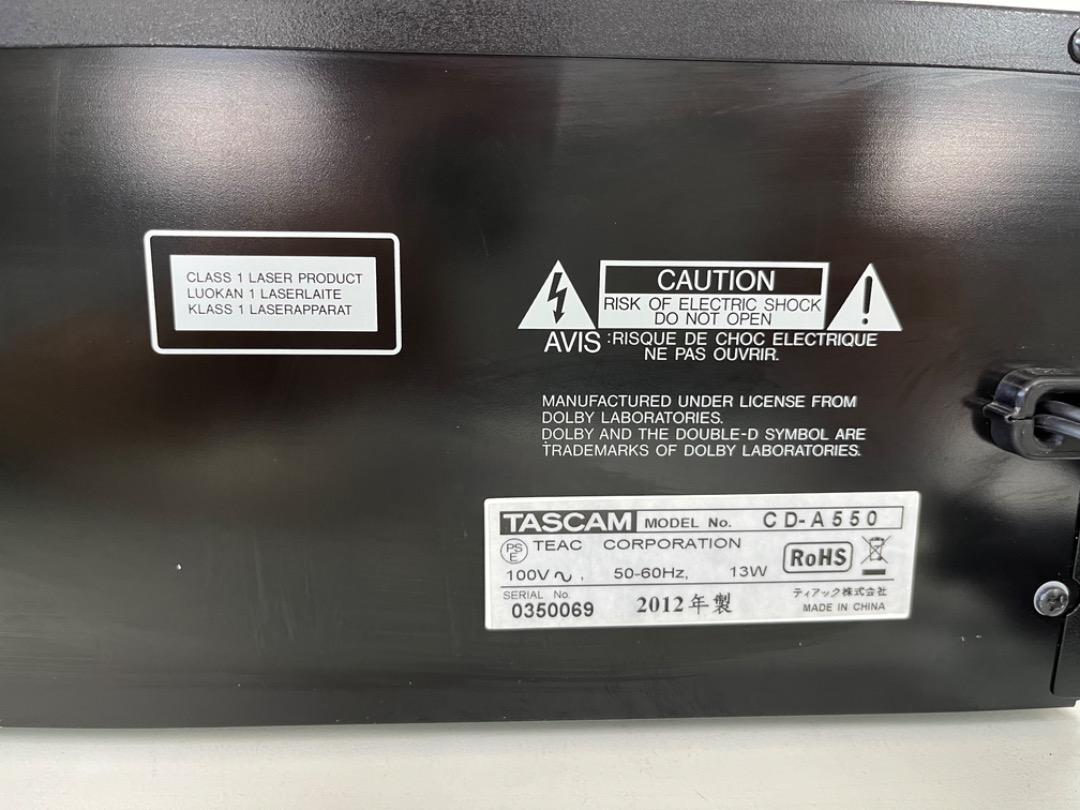 CLASS 1 LASER PRODUCT
LUOKAN 1 LASERLAITE
KLASS 1 LASERAPPARAT
CAUTION
RISK OF ELECTRIC SHOCK
DO NOT OPEN
AVIS :RISQUE DE CHOC ELECTRIQUE
NE PAS OUVRIR.
MANUFACTURED UNDER LICENSE FROM
DOLBY LABORATORIES.
DOLBY AND THE DOUBLE-D SYMBOL ARE
TRADEMARKS OF DOLBY LABORATORIES.
TASCAM MODEL No. CD-A550
PSE TEAC CORPORATION RoHS
100V～, 50-60Hz, 13W
SERIAL No.
0350069 2012年製
ティアック株式会社
MADE IN CHINA